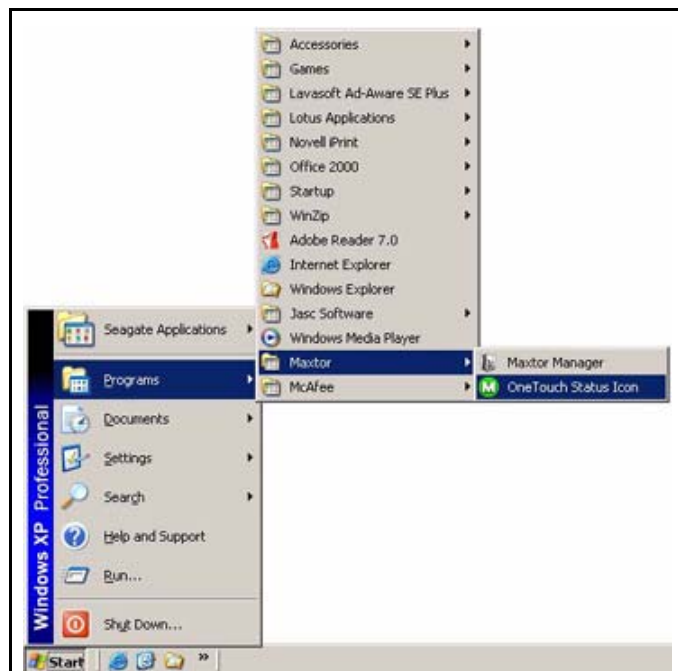 Accessories
Games
Lavasoft Ad-Aware SE Plus
Lotus Applications
Novell iPrint
Office 2000
Startup
WinZip
Adobe Reader 7.0
Internet Explorer
Windows Explorer
Jasc Software
Windows Media Player
Maxtor
McAfee
Maxtor Manager
OneTouch Status Icon
Seagate Applications
Programs
Documents
Settings
Search
Help and Support
Run...
Shut Down...
Windows XP Professional
Start
»